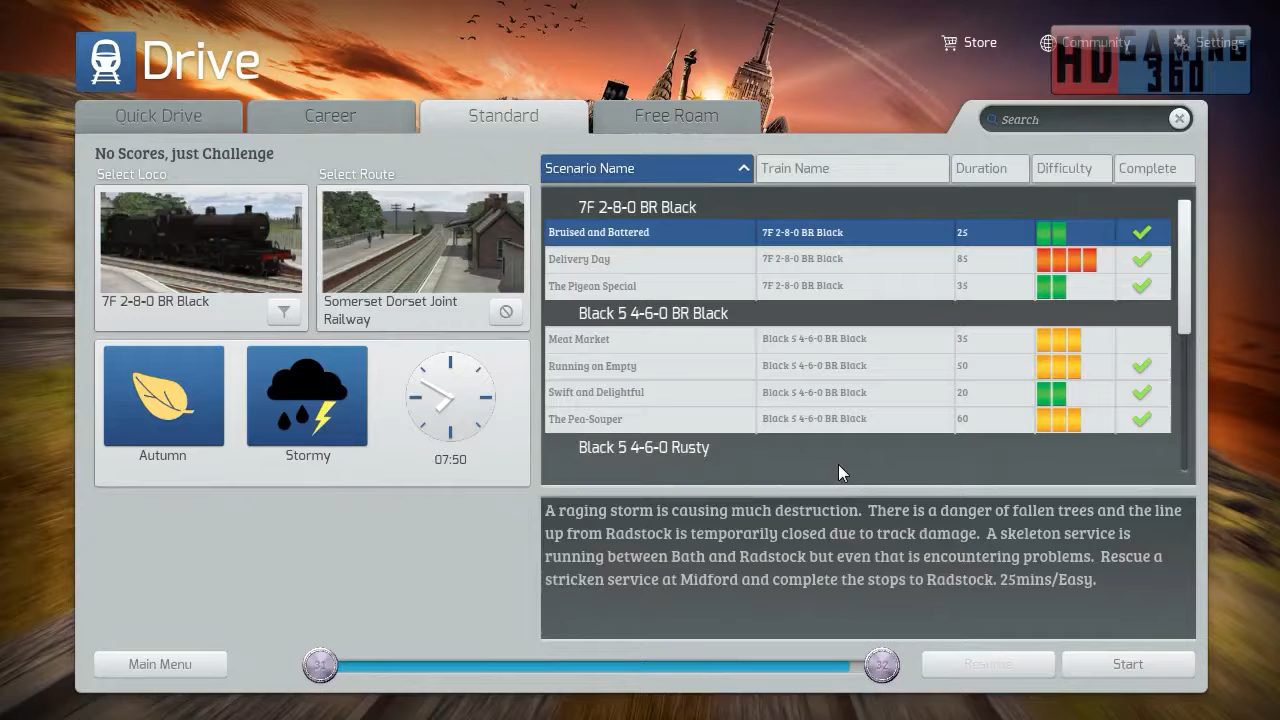 Drive
Store
Community
Settings
HD GAMING 360
Quick Drive
Career
Standard
Free Roam
Search
No Scores, just Challenge
Select Loco
Select Route
7F 2-8-0 BR Black
Somerset Dorset Joint
Railway
Autumn
Stormy
07:50
Scenario Name Train Name Duration Difficulty Complete
7F 2-8-0 BR Black
Bruised and Battered 7F 2-8-0 BR Black 25
Delivery Day 7F 2-8-0 BR Black 85
The Pigeon Special 7F 2-8-0 BR Black 35
Black 5 4-6-0 BR Black
Meat Market Black 5 4-6-0 BR Black 35
Running on Empty Black 5 4-6-0 BR Black 50
Swift and Delightful Black 5 4-6-0 BR Black 20
The Pea-Souper Black 5 4-6-0 BR Black 60
Black 5 4-6-0 Rusty
A raging storm is causing much destruction. There is a danger of fallen trees and the line
up from Radstock is temporarily closed due to track damage. A skeleton service is
running between Bath and Radstock but even that is encountering problems. Rescue a
stricken service at Midford and complete the stops to Radstock. 25mins/Easy.
Main Menu
31
32
Resume
Start